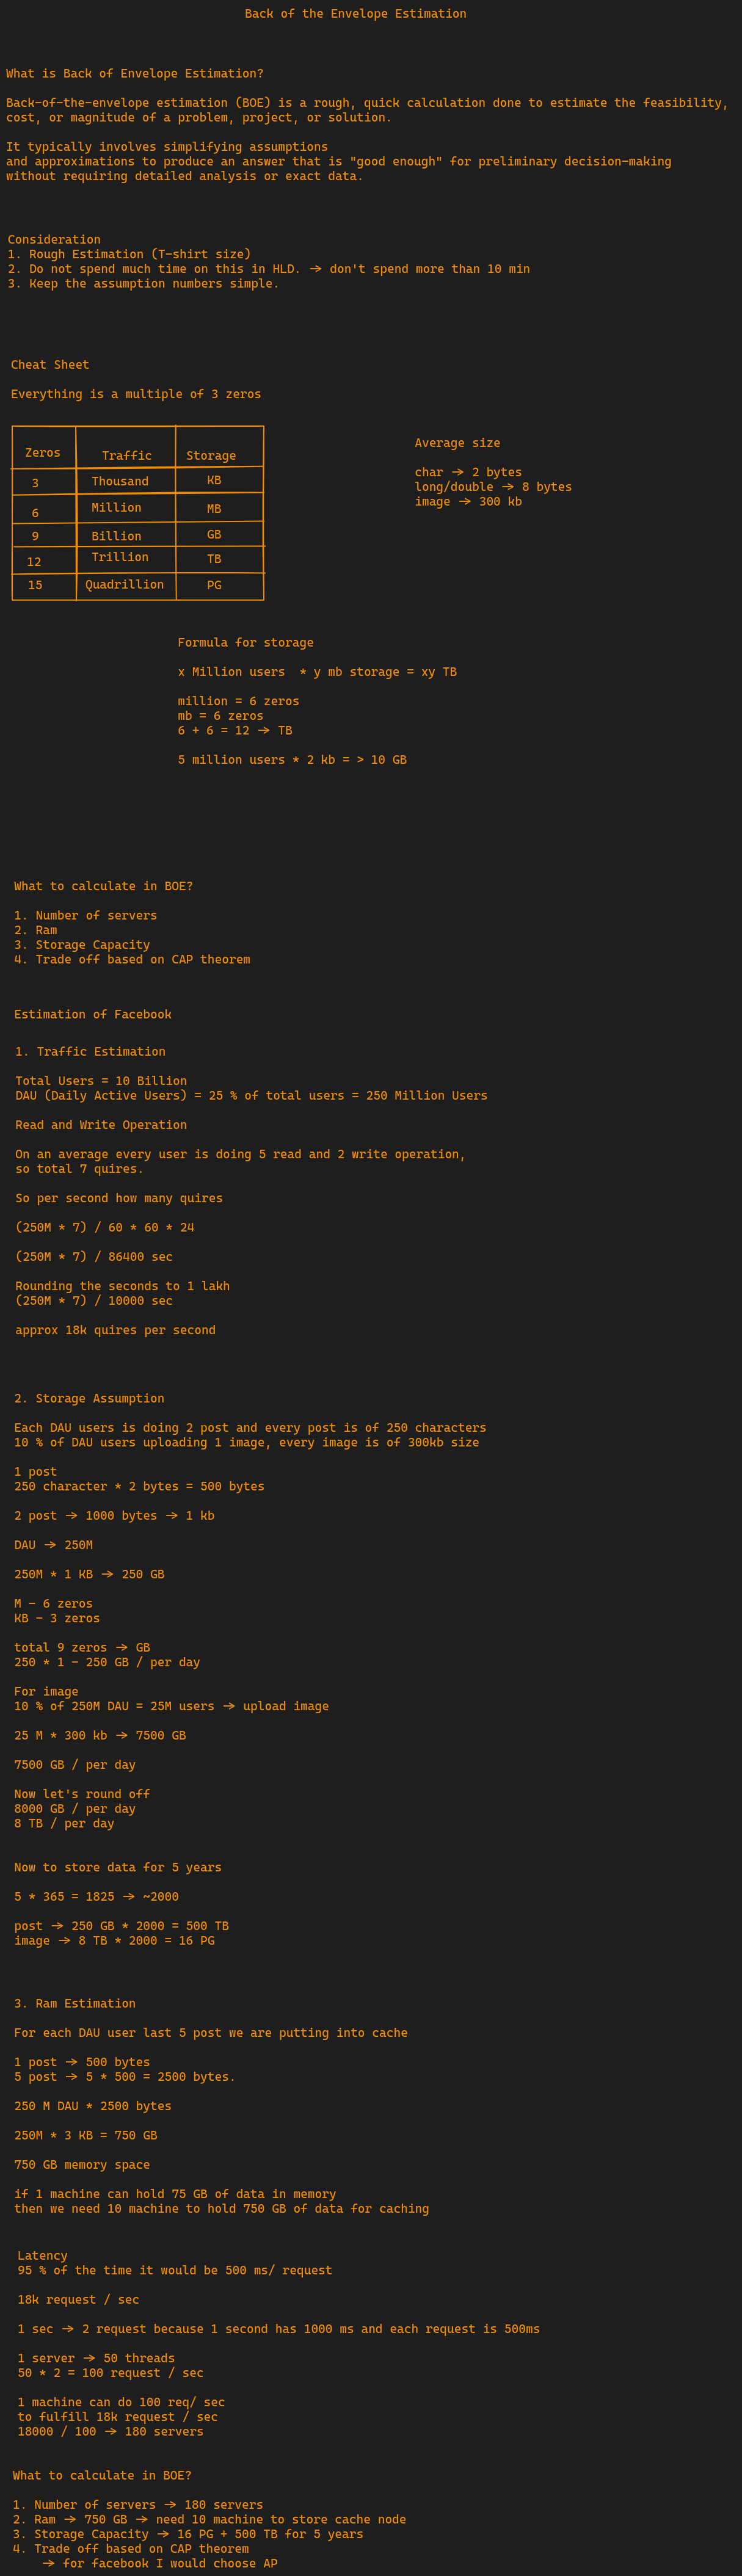 Back of the Envelope Estimation
What is Back of Envelope Estimation?
Back-of-the-envelope estimation (BOE) is a rough, quick calculation done to estimate the feasibility,
cost, or magnitude of a problem, project, or solution.
It typically involves simplifying assumptions
and approximations to produce an answer that is "good enough" for preliminary decision-making
without requiring detailed analysis or exact data.
Consideration
1. Rough Estimation (T-shirt size)
2. Do not spend much time on this in HLD. -> don't spend more than 10 min
3. Keep the assumption numbers simple.
Cheat Sheet
Everything is a multiple of 3 zeros
Zeros Traffic Storage
3 Thousand KB
6 Million MB
9 Billion GB
12 Trillion TB
15 Quadrillion PG
Average size
char -> 2 bytes
long/double -> 8 bytes
image -> 300 kb
Formula for storage
x Million users * y mb storage = xy TB
million = 6 zeros
mb = 6 zeros
6 + 6 = 12 -> TB
5 million users * 2 kb = > 10 GB
What to calculate in BOE?
1. Number of servers
2. Ram
3. Storage Capacity
4. Trade off based on CAP theorem
Estimation of Facebook
1. Traffic Estimation
Total Users = 10 Billion
DAU (Daily Active Users) = 25 % of total users = 250 Million Users
Read and Write Operation
On an average every user is doing 5 read and 2 write operation,
so total 7 quires.
So per second how many quires
(250M * 7) / 60 * 60 * 24
(250M * 7) / 86400 sec
Rounding the seconds to 1 lakh
(250M * 7) / 10000 sec
approx 18k quires per second
2. Storage Assumption
Each DAU users is doing 2 post and every post is of 250 characters
10 % of DAU users uploading 1 image, every image is of 300kb size
1 post
250 character * 2 bytes = 500 bytes
2 post -> 1000 bytes -> 1 kb
DAU -> 250M
250M * 1 KB -> 250 GB
M - 6 zeros
KB - 3 zeros
total 9 zeros -> GB
250 * 1 - 250 GB / per day
For image
10 % of 250M DAU = 25M users -> upload image
25 M * 300 kb -> 7500 GB
7500 GB / per day
Now let's round off
8000 GB / per day
8 TB / per day
Now to store data for 5 years
5 * 365 = 1825 -> ~2000
post -> 250 GB * 2000 = 500 TB
image -> 8 TB * 2000 = 16 PG
3. Ram Estimation
For each DAU user last 5 post we are putting into cache
1 post -> 500 bytes
5 post -> 5 * 500 = 2500 bytes.
250 M DAU * 2500 bytes
250M * 3 KB = 750 GB
750 GB memory space
if 1 machine can hold 75 GB of data in memory
then we need 10 machine to hold 750 GB of data for caching
Latency
95 % of the time it would be 500 ms/ request
18k request / sec
1 sec -> 2 request because 1 second has 1000 ms and each request is 500ms
1 server -> 50 threads
50 * 2 = 100 request / sec
1 machine can do 100 req/ sec
to fulfill 18k request / sec
18000 / 100 -> 180 servers
What to calculate in BOE?
1. Number of servers -> 180 servers
2. Ram -> 750 GB -> need 10 machine to store cache node
3. Storage Capacity -> 16 PG + 500 TB for 5 years
4. Trade off based on CAP theorem
-> for facebook I would choose AP